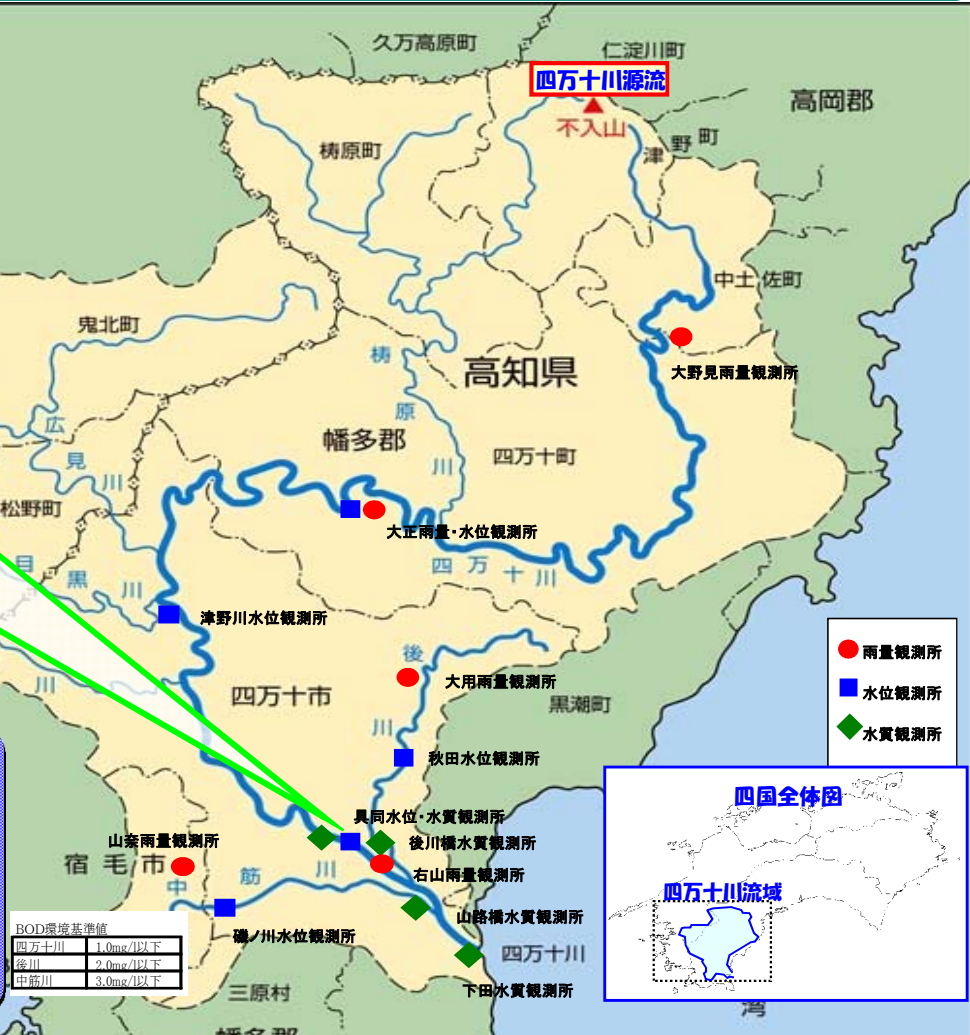 久万高原町
仁淀川町
四万十川源流
不入山
高岡郡
津野町
梼原町
中土佐町
鬼北町
大野見雨量観測所
高知県
梼原川
広見川
幡多郡
四万十町
松野町
大正雨量・水位観測所
四万十川
目黒川
津野川水位観測所
後川
大用雨量観測所
四万十市
黒潮町
川
秋田水位観測所
雨量観測所
水位観測所
水質観測所
具同水位・水質観測所
後川橋水質観測所
山奈雨量観測所
右山雨量観測所
宿毛市
中筋川
山路橋水質観測所
磯ノ川水位観測所
四万十川
下田水質観測所
BOD環境基準値
四万十川 1.0mg/l以下
後川 2.0mg/l以下
中筋川 3.0mg/l以下
三原村
幡多郡
四国全体図
四万十川流域
湾